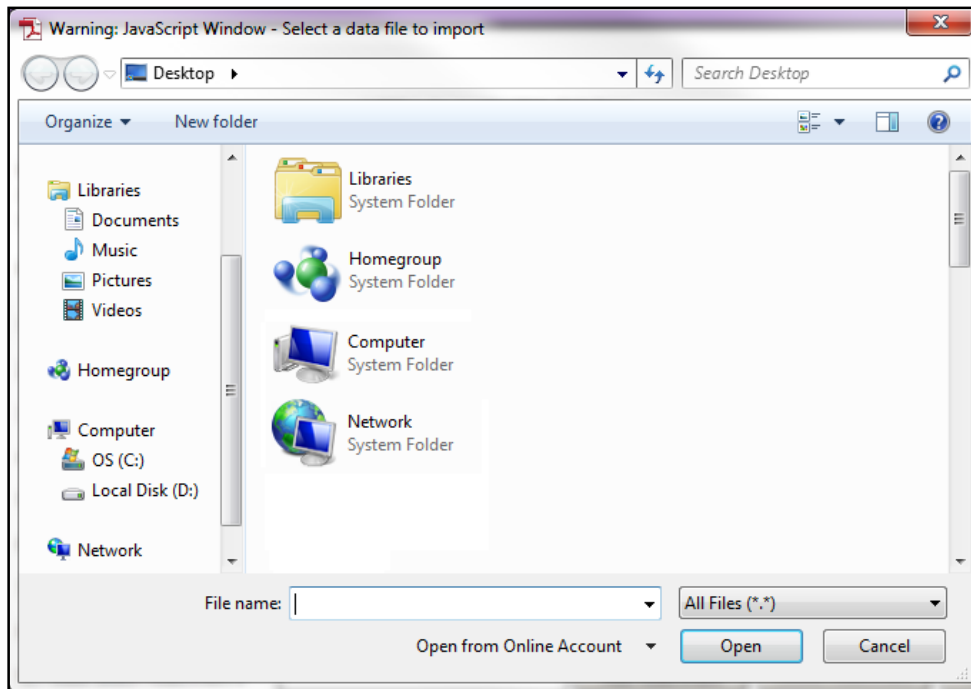 Warning: JavaScript Window - Select a data file to import
Desktop
Search Desktop
Organize
New folder
Libraries
Documents
Music
Pictures
Videos
Homegroup
Computer
OS (C:)
Local Disk (D:)
Network
Libraries
System Folder
Homegroup
System Folder
Computer
System Folder
Network
System Folder
File name:
All Files (*.*)
Open from Online Account
Open
Cancel